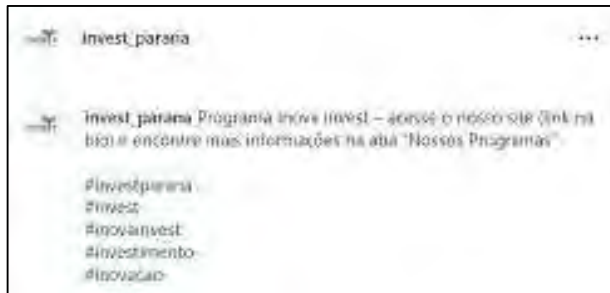 invest_parana
invest_parana Programa Inova Invest – acesse o nosso site (link na
bio) e encontre mais informações na aba "Nossos Programas".
#investparana
#invest
#inovainvest
#investimento
#inovacao